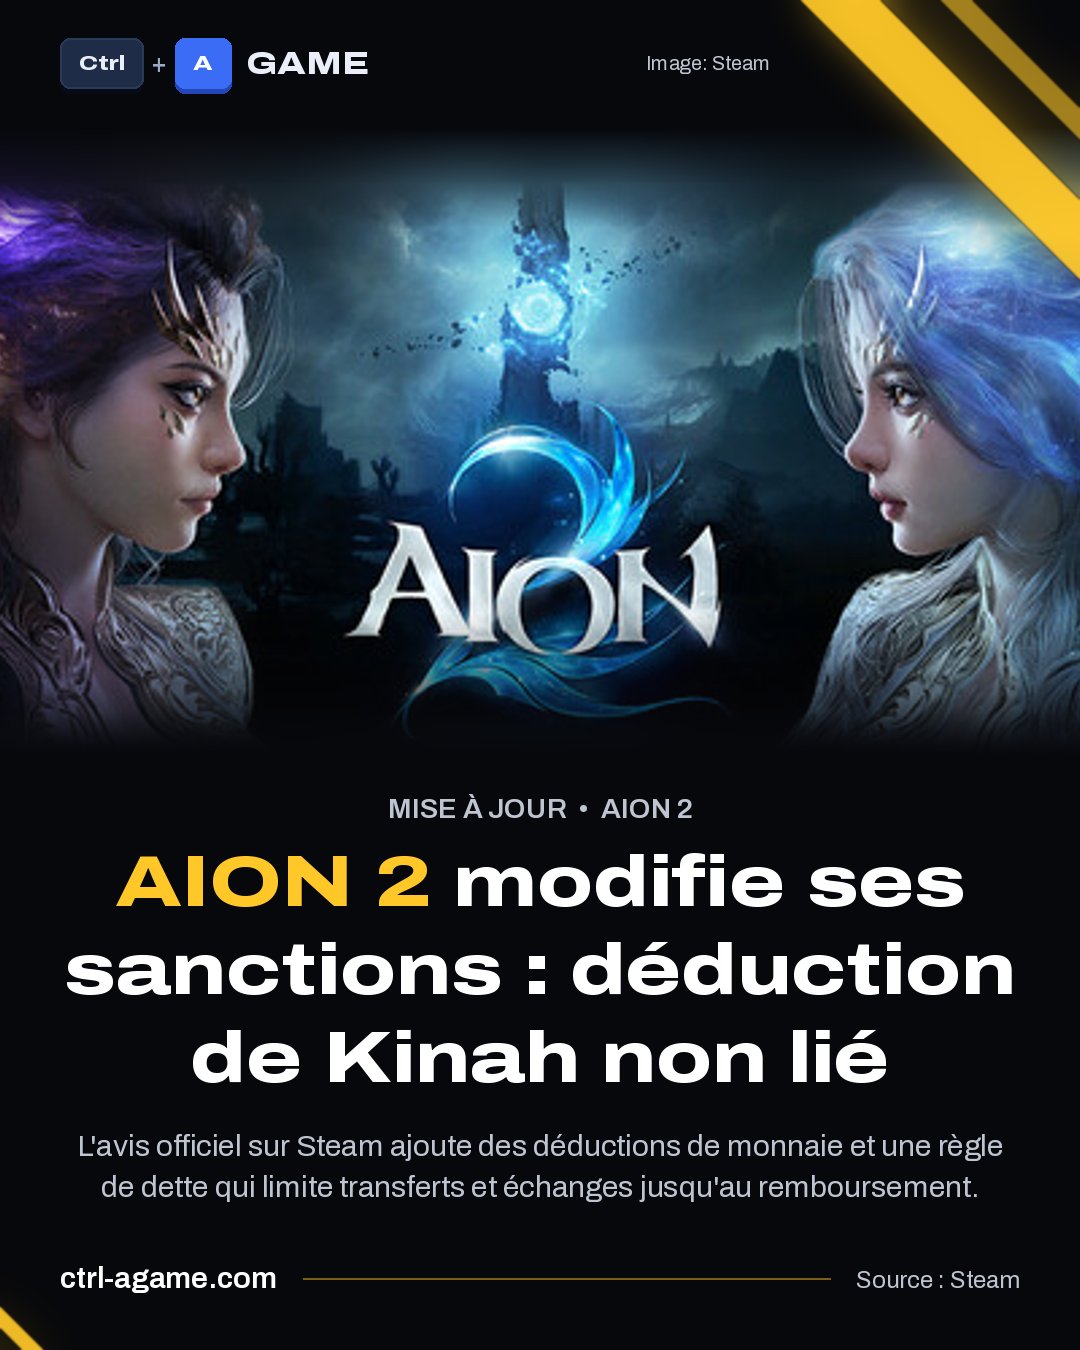 Ctrl + A GAME
Image: Steam
AION 2
MISE À JOUR • AION 2
AION 2 modifie ses
sanctions : déduction
de Kinah non lié
L'avis officiel sur Steam ajoute des déductions de monnaie et une règle
de dette qui limite transferts et échanges jusqu'au remboursement.
ctrl-agame.com
Source : Steam